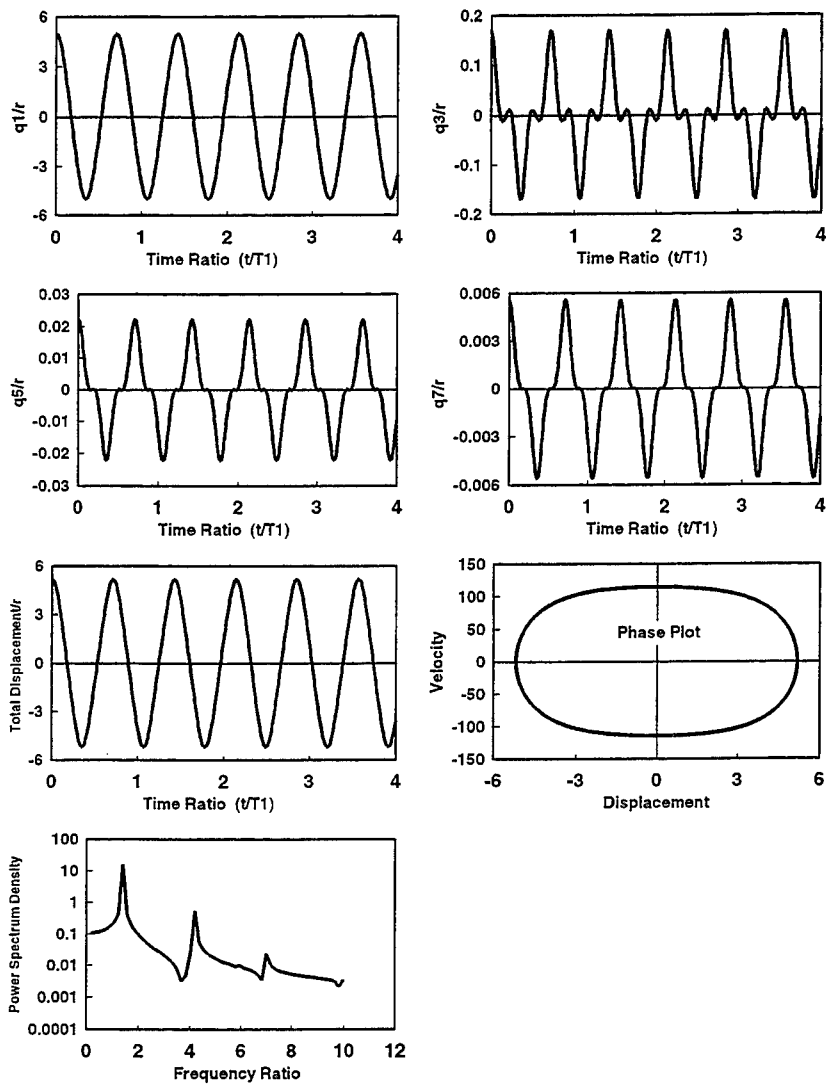 q1/r
6
3
0
-3
-6
0 1 2 3 4
Time Ratio (t/T1)
q3/r
0.2
0.1
0
-0.1
-0.2
0 1 2 3 4
Time Ratio (t/T1)
q5/r
0.03
0.02
0.01
0
-0.01
-0.02
-0.03
0 1 2 3 4
Time Ratio (t/T1)
q7/r
0.006
0.003
0
-0.003
-0.006
0 1 2 3 4
Time Ratio (t/T1)
Total Displacement/r
6
3
0
-3
-6
0 1 2 3 4
Time Ratio (t/T1)
Velocity
150
100
50
0
-50
-100
-150
Phase Plot
-6 -3 0 3 6
Displacement
Power Spectrum Density
100
10
1
0.1
0.01
0.001
0.0001
0 2 4 6 8 10 12
Frequency Ratio